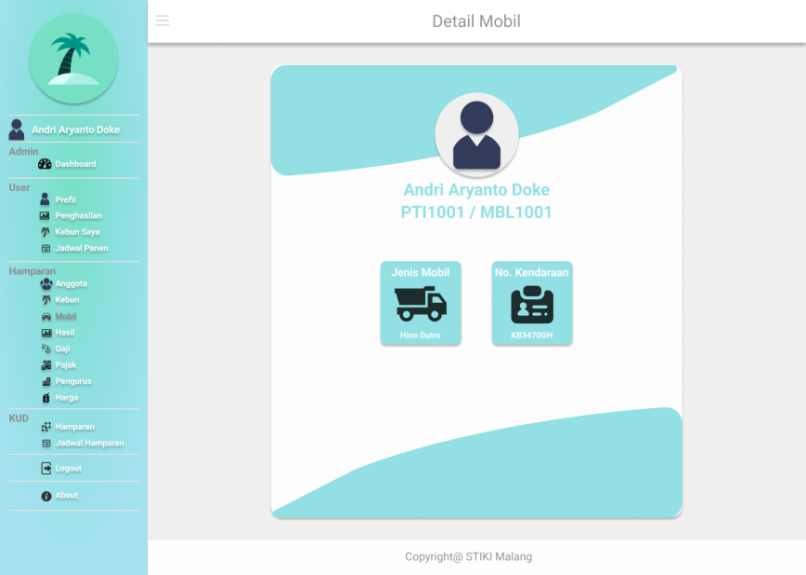 Andri Aryanto Doke
Admin
Dashboard
User
Profil
Penghasilan
Kebun Saya
Jadwal Panen
Hamparan
Anggota
Kebun
Mobil
Hasil
Gaji
Pajak
Pengurus
Harga
KUD
Hamparan
Jadwal Hamparan
Logout
About
Detail Mobil
Andri Aryanto Doke
PTI1001 / MBL1001
Jenis Mobil
Hino Dutro
No. Kendaraan
KB3470GH
Copyright@ STIKI Malang